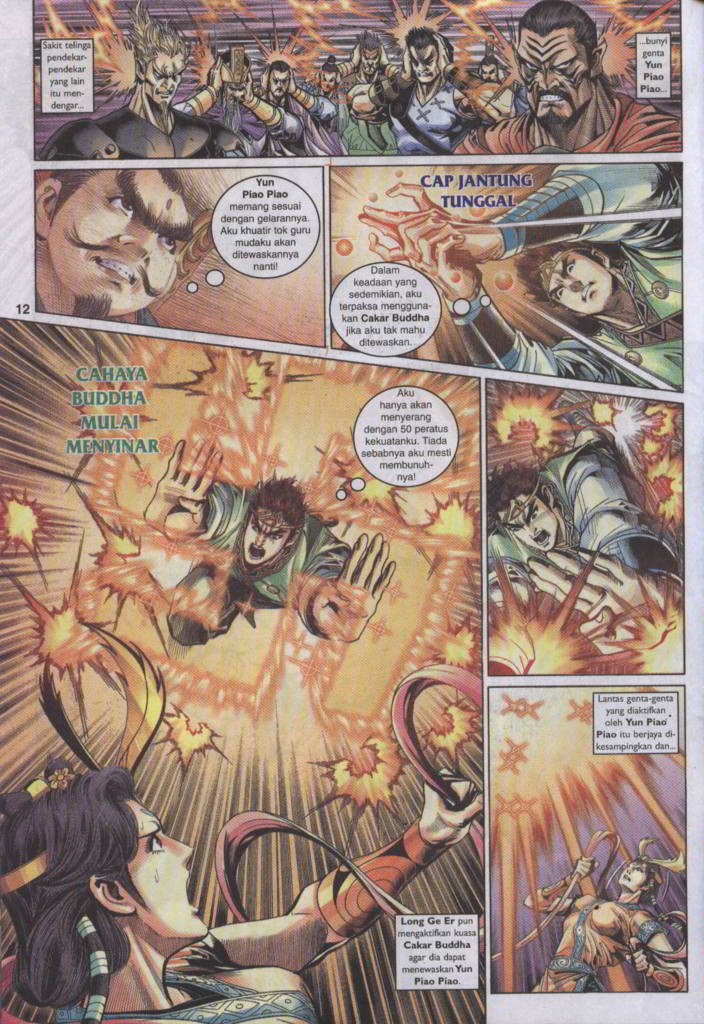 Sakit telinga
pendekar-
pendekar
yang lain
itu men-
dengar...
...bunyi
genta
Yun
Piao
Piao...
Yun
Piao Piao
memang sesuai
dengan gelarannya.
Aku khuatir tok guru
mudaku akan
ditewaskannya
nanti!
CAP JANTUNG
TUNGGAL
Dalam
keadaan yang
sedemikian, aku
terpaksa menggu-
nakan Cakar Buddha
jika aku tak mahu
ditewaskan.
12
CAHAYA
BUDDHA
MULAI
MENYINAR
Aku
hanya akan
menyerang
dengan 50 peratus
kekuatanku. Tiada
sebabnya aku mesti
membunuh-
nya!
Lantas genta-genta
yang diaktifkan
oleh Yun Piao
Piao itu berjaya di-
kesampingkan dan...
Long Ge Er pun
mengaktifkan kuasa
Cakar Buddha
agar dia dapat
menewaskan Yun
Piao Piao.